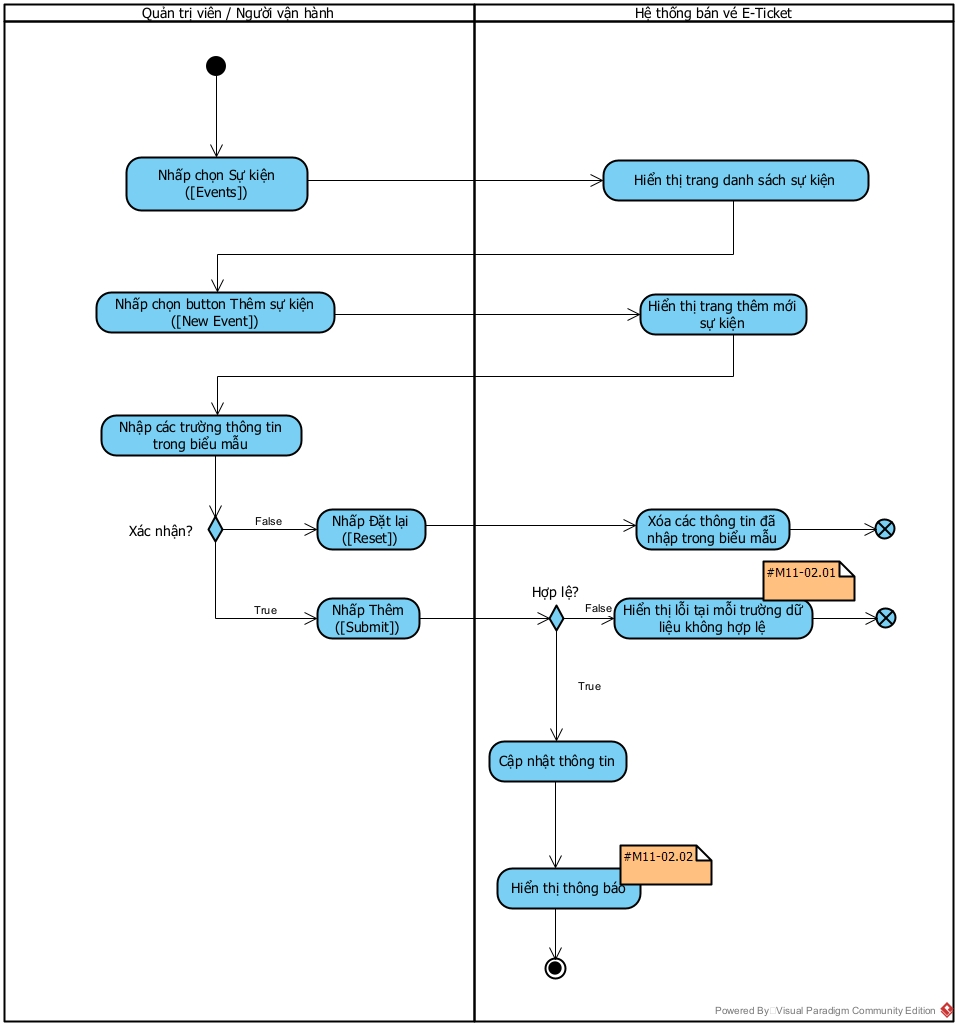 Quản trị viên / Người vận hành
Hệ thống bán vé E-Ticket
Nhấp chọn Sự kiện
([Events])
Hiển thị trang danh sách sự kiện
Nhấp chọn button Thêm sự kiện
([New Event])
Hiển thị trang thêm mới
sự kiện
Nhập các trường thông tin
trong biểu mẫu
Xác nhận?
False
Nhấp Đặt lại
([Reset])
Xóa các thông tin đã
nhập trong biểu mẫu
True
Nhấp Thêm
([Submit])
Hợp lệ?
False
#M11-02.01
Hiển thị lỗi tại mỗi trường dữ
liệu không hợp lệ
True
Cập nhật thông tin
#M11-02.02
Hiển thị thông báo
Powered By Visual Paradigm Community Edition